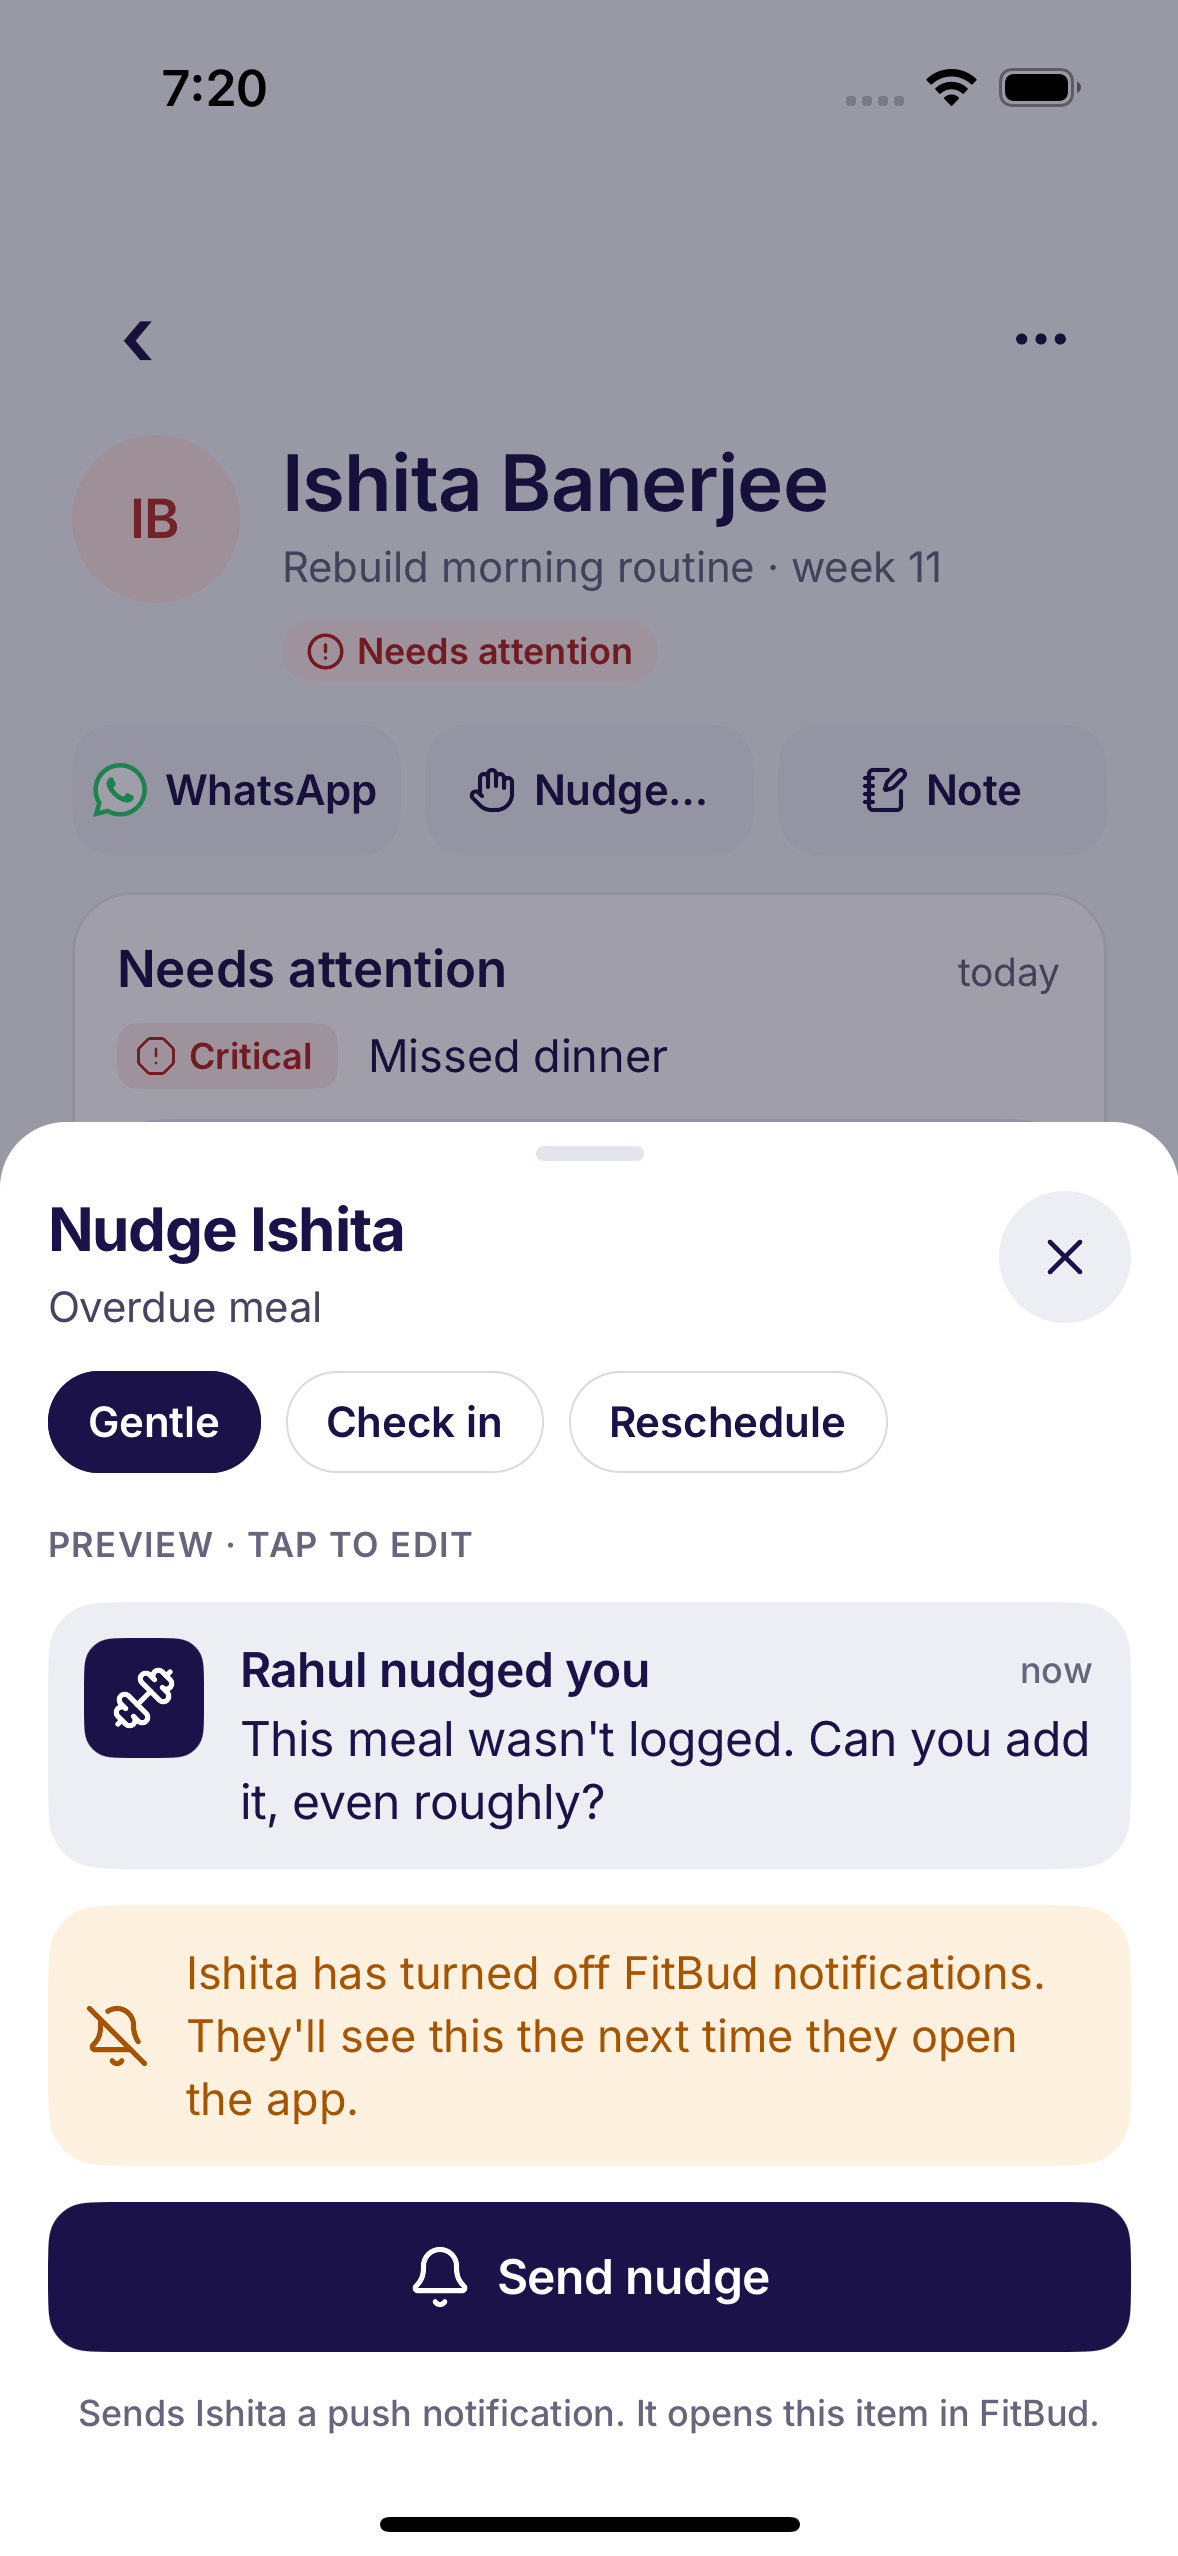 7:20
Ishita Banerjee
IB
Rebuild morning routine · week 11
Needs attention
WhatsApp
Nudge...
Note
Needs attention
today
Critical
Missed dinner
Nudge Ishita
Overdue meal
Gentle
Check in
Reschedule
PREVIEW · TAP TO EDIT
Rahul nudged you
now
This meal wasn't logged. Can you add
it, even roughly?
Ishita has turned off FitBud notifications.
They'll see this the next time they open
the app.
Send nudge
Sends Ishita a push notification. It opens this item in FitBud.